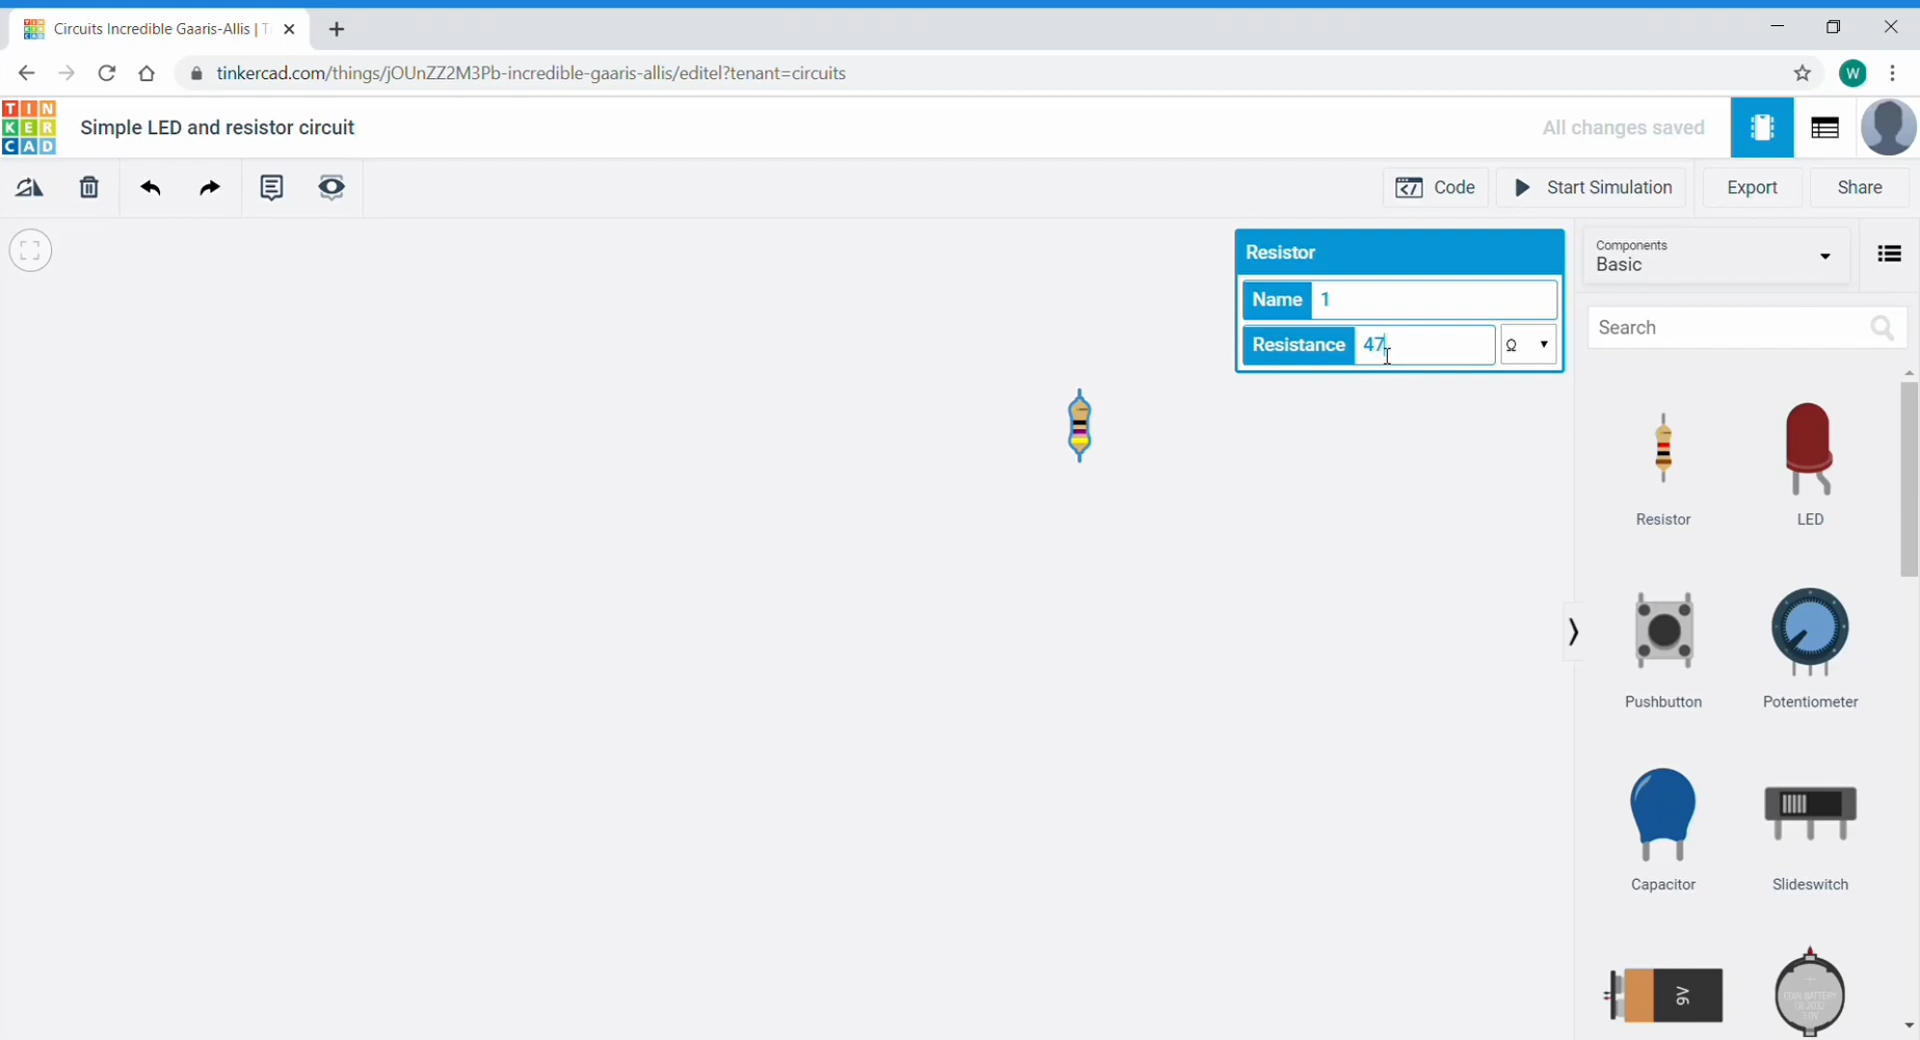 Circuits Incredible Gaaris-Allis | T
tinkercad.com/things/jOUnZZ2M3Pb-incredible-gaaris-allis/editel?tenant=circuits
W
TIN
KER
CAD
Simple LED and resistor circuit
All changes saved
Code
Start Simulation
Export
Share
Resistor
Name 1
Resistance 47 Ω
Components
Basic
Search
Resistor
LED
Pushbutton
Potentiometer
Capacitor
Slideswitch
9V
COIN BATTERY